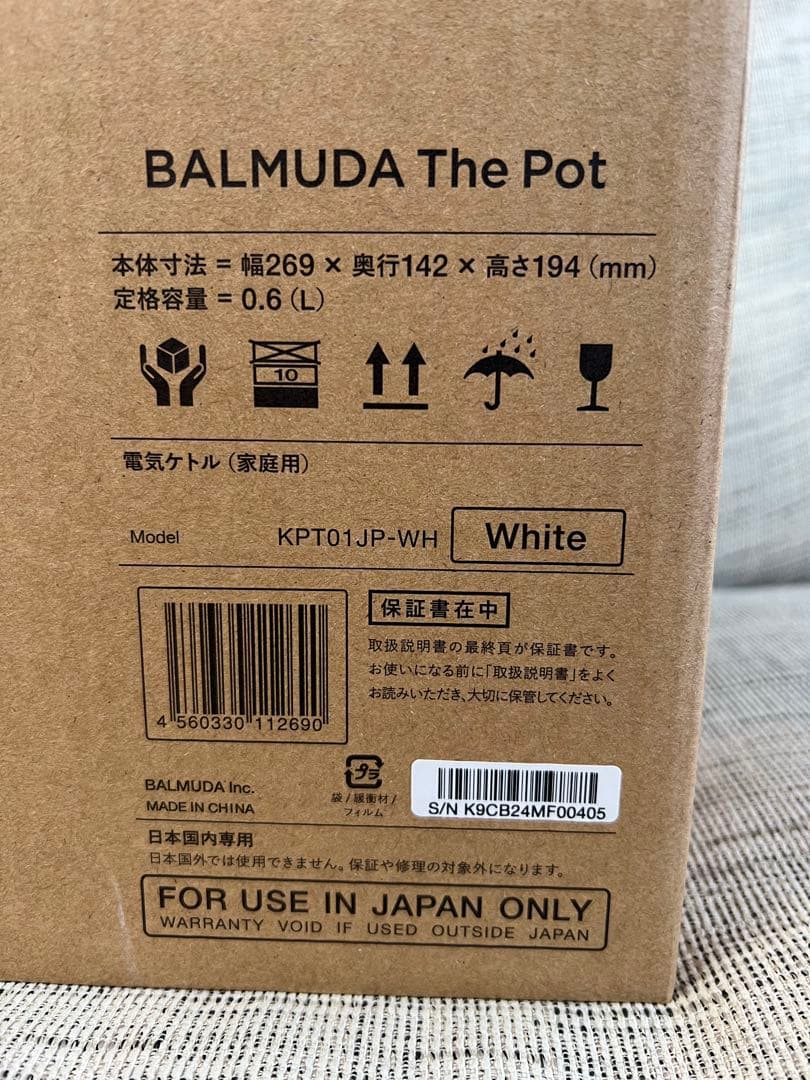 BALMUDA The Pot
本体寸法 = 幅269 × 奥行142 × 高さ194（mm）
定格容量 = 0.6（L）
10
電気ケトル（家庭用）
Model KPT01JP-WH White
保証書在中
取扱説明書の最終頁が保証書です。
お使いになる前に「取扱説明書」をよく
お読みいただき、大切に保管してください。
4 560330 112690
BALMUDA Inc.
MADE IN CHINA
プラ
袋/緩衝材/
フィルム
S/N K9CB24MF00405
日本国内専用
日本国外では使用できません。保証や修理の対象外になります。
FOR USE IN JAPAN ONLY
WARRANTY VOID IF USED OUTSIDE JAPAN